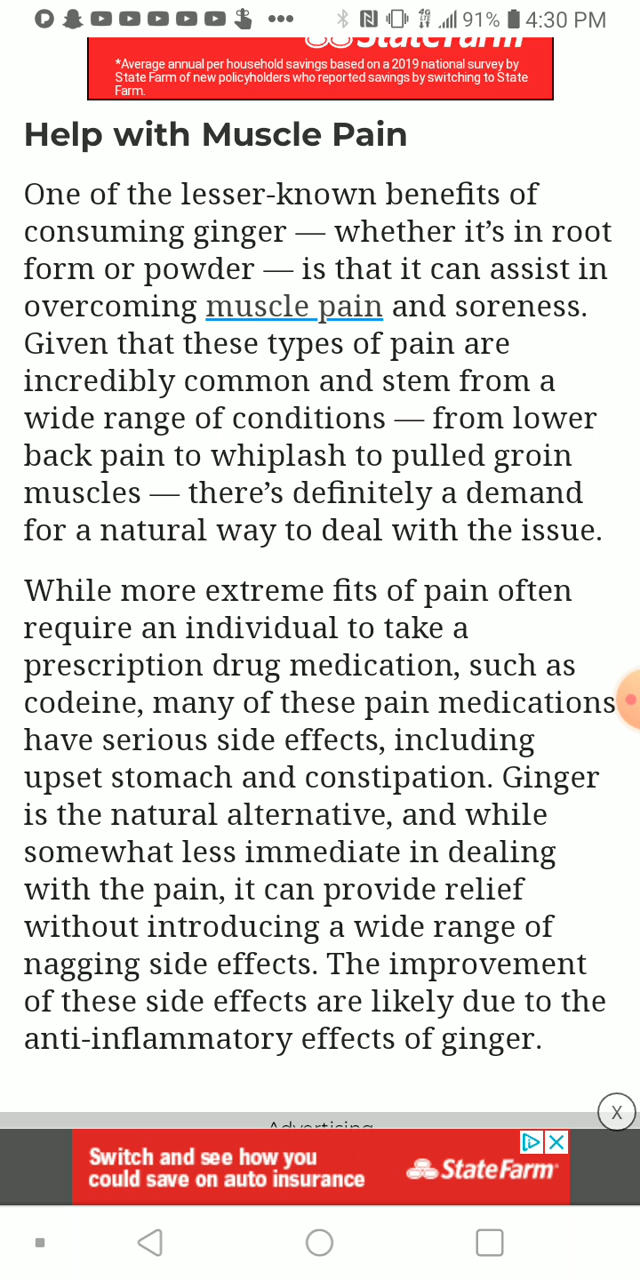 91% 4:30 PM
StateFarm
*Average annual per household savings based on a 2019 national survey by
State Farm of new policyholders who reported savings by switching to State
Farm.
Help with Muscle Pain
One of the lesser-known benefits of
consuming ginger — whether it’s in root
form or powder — is that it can assist in
overcoming muscle pain and soreness.
Given that these types of pain are
incredibly common and stem from a
wide range of conditions — from lower
back pain to whiplash to pulled groin
muscles — there’s definitely a demand
for a natural way to deal with the issue.
While more extreme fits of pain often
require an individual to take a
prescription drug medication, such as
codeine, many of these pain medications
have serious side effects, including
upset stomach and constipation. Ginger
is the natural alternative, and while
somewhat less immediate in dealing
with the pain, it can provide relief
without introducing a wide range of
nagging side effects. The improvement
of these side effects are likely due to the
anti-inflammatory effects of ginger.
X
Advertising
Switch and see how you
could save on auto insurance
StateFarm